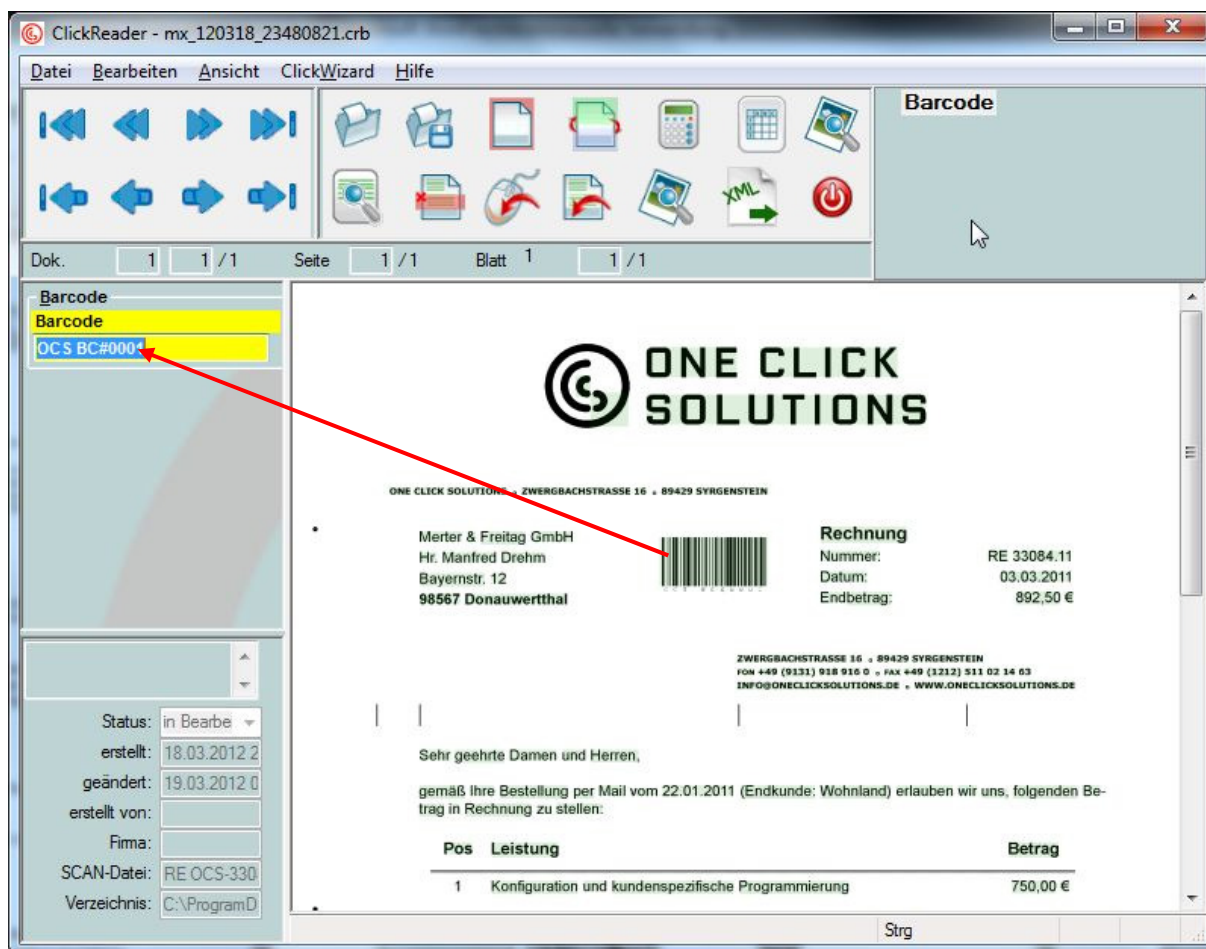 ClickReader - mx_120318_23480821.crb
Datei Bearbeiten Ansicht ClickWizard Hilfe
XML
Barcode
Dok. 1 1 / 1 Seite 1 / 1 Blatt 1 1 / 1
Barcode
Barcode
OCS BC#0001
ONE CLICK
SOLUTIONS
ONE CLICK SOLUTIONS ZWERGBACHSTRASSE 16 89429 SYRGENSTEIN
Merter & Freitag GmbH
Hr. Manfred Drehm
Bayernstr. 12
98567 Donauwertthal
Rechnung
Nummer: RE 33084.11
Datum: 03.03.2011
Endbetrag: 892,50 €
ZWERGBACHSTRASSE 16 89429 SYRGENSTEIN
FON +49 (9131) 918 916 0 FAX +49 (1212) 511 02 14 63
INFO@ONECLICKSOLUTIONS.DE WWW.ONECLICKSOLUTIONS.DE
Sehr geehrte Damen und Herren,
gemäß Ihre Bestellung per Mail vom 22.01.2011 (Endkunde: Wohnland) erlauben wir uns, folgenden Be-
trag in Rechnung zu stellen:
Pos Leistung Betrag
1 Konfiguration und kundenspezifische Programmierung 750,00 €
Status: in Bearbe
erstellt: 18.03.2012 2
geändert: 19.03.2012 0
erstellt von:
Firma:
SCAN-Datei: RE OCS-330
Verzeichnis: C:\ProgramD
Strg